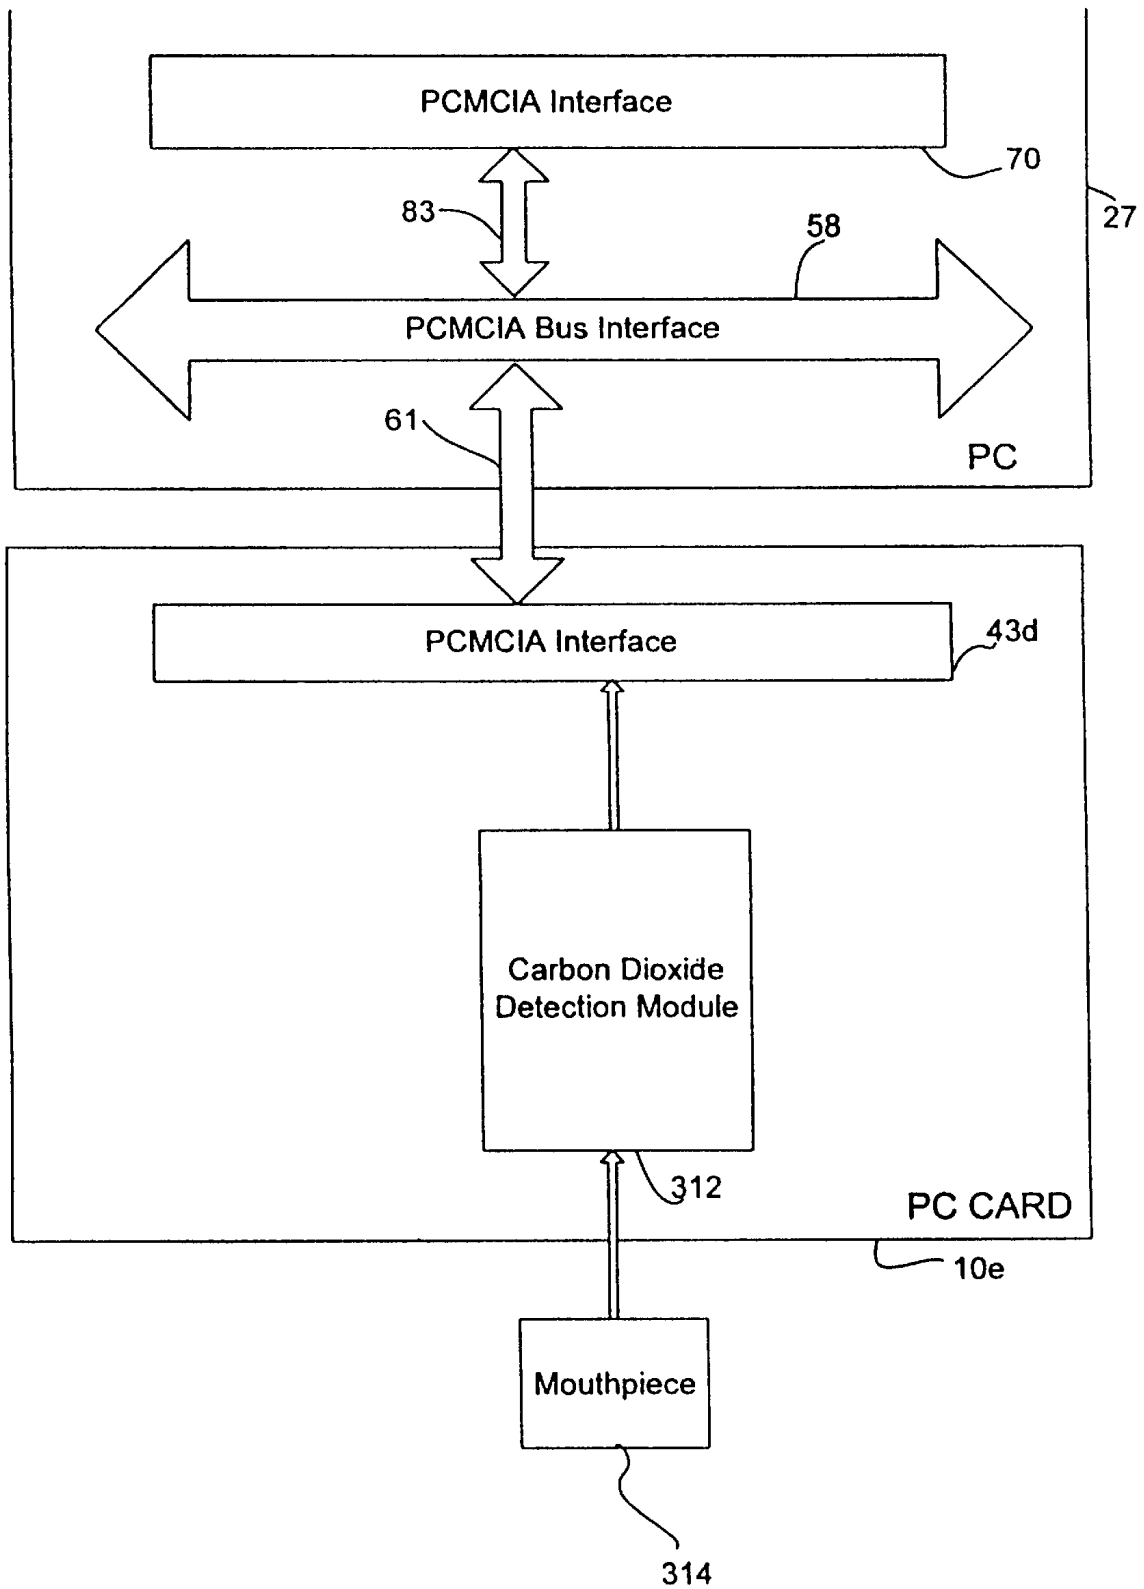 PCMCIA Interface
70
83
27
58
PCMCIA Bus Interface
61
PC
PCMCIA Interface
43d
Carbon Dioxide
Detection Module
312
PC CARD
10e
Mouthpiece
314